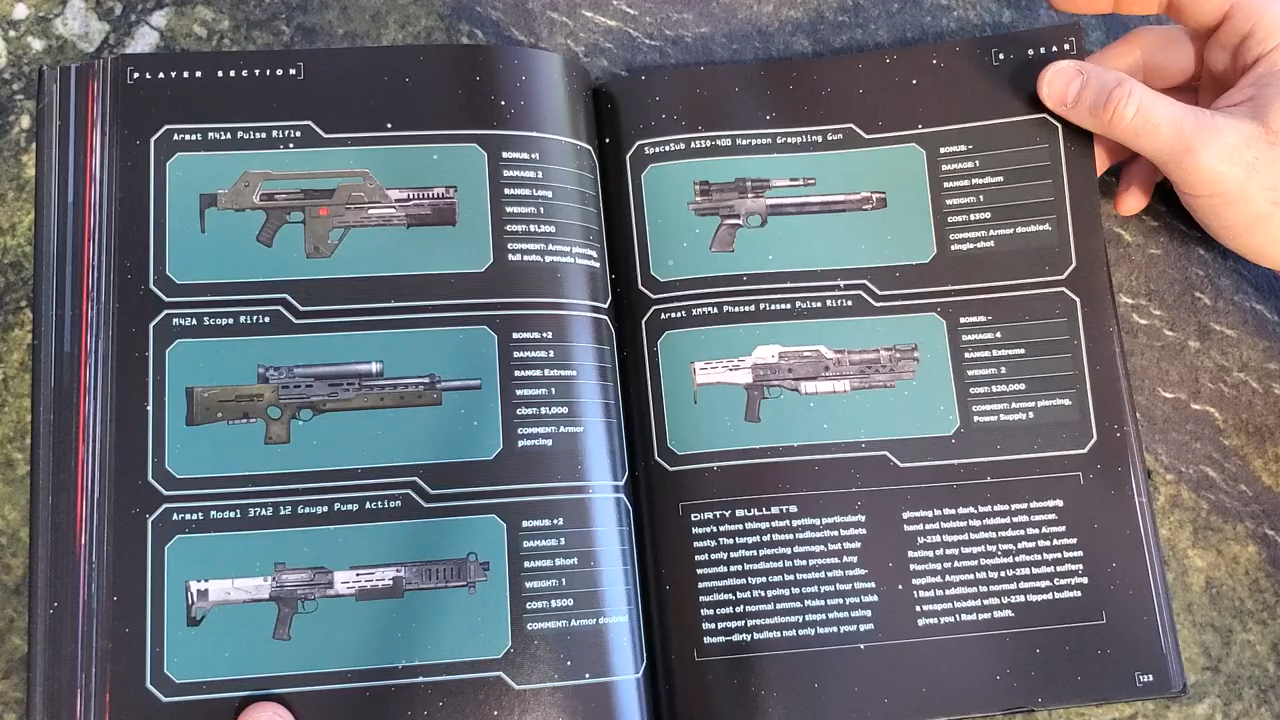 [PLAYER SECTION]
Armat M41A Pulse Rifle
BONUS: +1
DAMAGE: 2
RANGE: Long
WEIGHT: 1
COST: $1,200
COMMENT: Armor piercing,
full auto, grenade launcher
M42A Scope Rifle
BONUS: +2
DAMAGE: 2
RANGE: Extreme
WEIGHT: 1
COST: $1,000
COMMENT: Armor
piercing
Armat Model 37A2 12 Gauge Pump Action
BONUS: +2
DAMAGE: 3
RANGE: Short
WEIGHT: 1
COST: $500
COMMENT: Armor doubled
[6. GEAR]
SpaceSub ASSO-400 Harpoon Grappling Gun
BONUS: –
DAMAGE: 1
RANGE: Medium
WEIGHT: 1
COST: $300
COMMENT: Armor doubled,
single-shot
Armat XM99A Phased Plasma Pulse Rifle
BONUS: –
DAMAGE: 4
RANGE: Extreme
WEIGHT: 2
COST: $20,000
COMMENT: Armor piercing,
Power Supply 5
DIRTY BULLETS
Here's where things start getting particularly
nasty. The target of these radioactive bullets
not only suffers piercing damage, but their
wounds are irradiated in the process. Any
ammunition type can be treated with radio-
nuclides, but it's going to cost you four times
the cost of normal ammo. Make sure you take
the proper precautionary steps when using
them—dirty bullets not only leave your gun
glowing in the dark, but also your shooting
hand and holster hip riddled with cancer.
U-238 tipped bullets reduce the Armor
Rating of any target by two, after the Armor
Piercing or Armor Doubled effects have been
applied. Anyone hit by a U-238 bullet suffers
1 Rad in addition to normal damage. Carrying
a weapon loaded with U-238 tipped bullets
gives you 1 Rad per Shift.
[123]